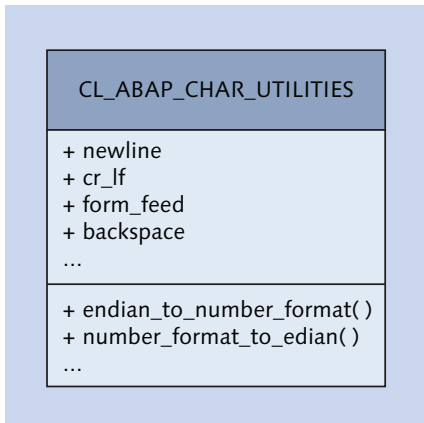 CL_ABAP_CHAR_UTILITIES
+ newline
+ cr_lf
+ form_feed
+ backspace
...
+ endian_to_number_format( )
+ number_format_to_edian( )
...